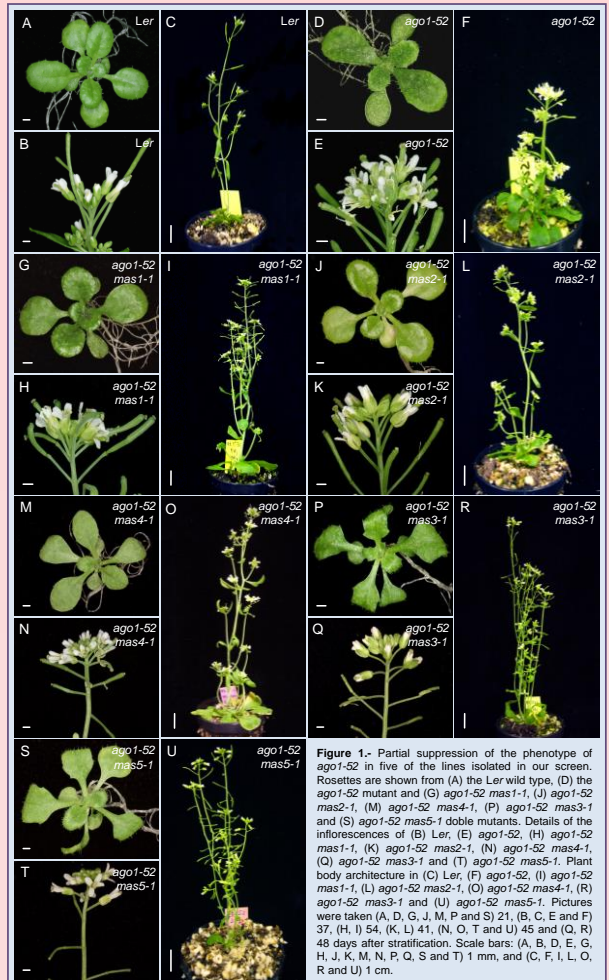 A Ler
C Ler
D ago1-52
F ago1-52
B Ler
E ago1-52
G ago1-52
mas1-1
I ago1-52
mas1-1
J ago1-52
mas2-1
L ago1-52
mas2-1
H ago1-52
mas1-1
K ago1-52
mas2-1
M ago1-52
mas4-1
O ago1-52
mas4-1
P ago1-52
mas3-1
R ago1-52
mas3-1
N ago1-52
mas4-1
Q ago1-52
mas3-1
S ago1-52
mas5-1
U ago1-52
mas5-1
T ago1-52
mas5-1
Figure 1.- Partial suppression of the phenotype of
ago1-52 in five of the lines isolated in our screen.
Rosettes are shown from (A) the Ler wild type, (D) the
ago1-52 mutant and (G) ago1-52 mas1-1, (J) ago1-52
mas2-1, (M) ago1-52 mas4-1, (P) ago1-52 mas3-1
and (S) ago1-52 mas5-1 doble mutants. Details of the
inflorescences of (B) Ler, (E) ago1-52, (H) ago1-52
mas1-1, (K) ago1-52 mas2-1, (N) ago1-52 mas4-1,
(Q) ago1-52 mas3-1 and (T) ago1-52 mas5-1. Plant
body architecture in (C) Ler, (F) ago1-52, (I) ago1-52
mas1-1, (L) ago1-52 mas2-1, (O) ago1-52 mas4-1, (R)
ago1-52 mas3-1 and (U) ago1-52 mas5-1. Pictures
were taken (A, D, G, J, M, P and S) 21, (B, C, E and F)
37, (H, I) 54, (K, L) 41, (N, O, T and U) 45 and (Q, R)
48 days after stratification. Scale bars: (A, B, D, E, G,
H, J, K, M, N, P, Q, S and T) 1 mm, and (C, F, I, L, O,
R and U) 1 cm.